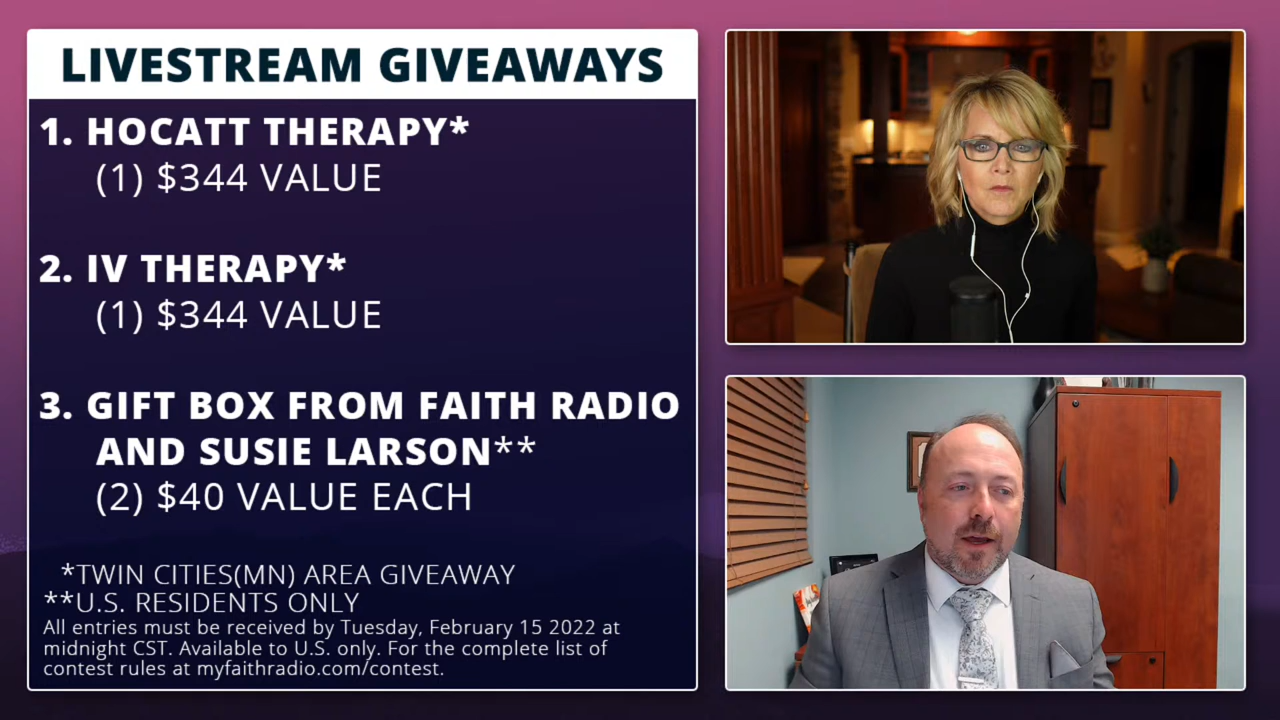 LIVESTREAM GIVEAWAYS
1. HOCATT THERAPY*
(1) $344 VALUE
2. IV THERAPY*
(1) $344 VALUE
3. GIFT BOX FROM FAITH RADIO
AND SUSIE LARSON**
(2) $40 VALUE EACH
*TWIN CITIES(MN) AREA GIVEAWAY
**U.S. RESIDENTS ONLY
All entries must be received by Tuesday, February 15 2022 at
midnight CST. Available to U.S. only. For the complete list of
contest rules at myfaithradio.com/contest.